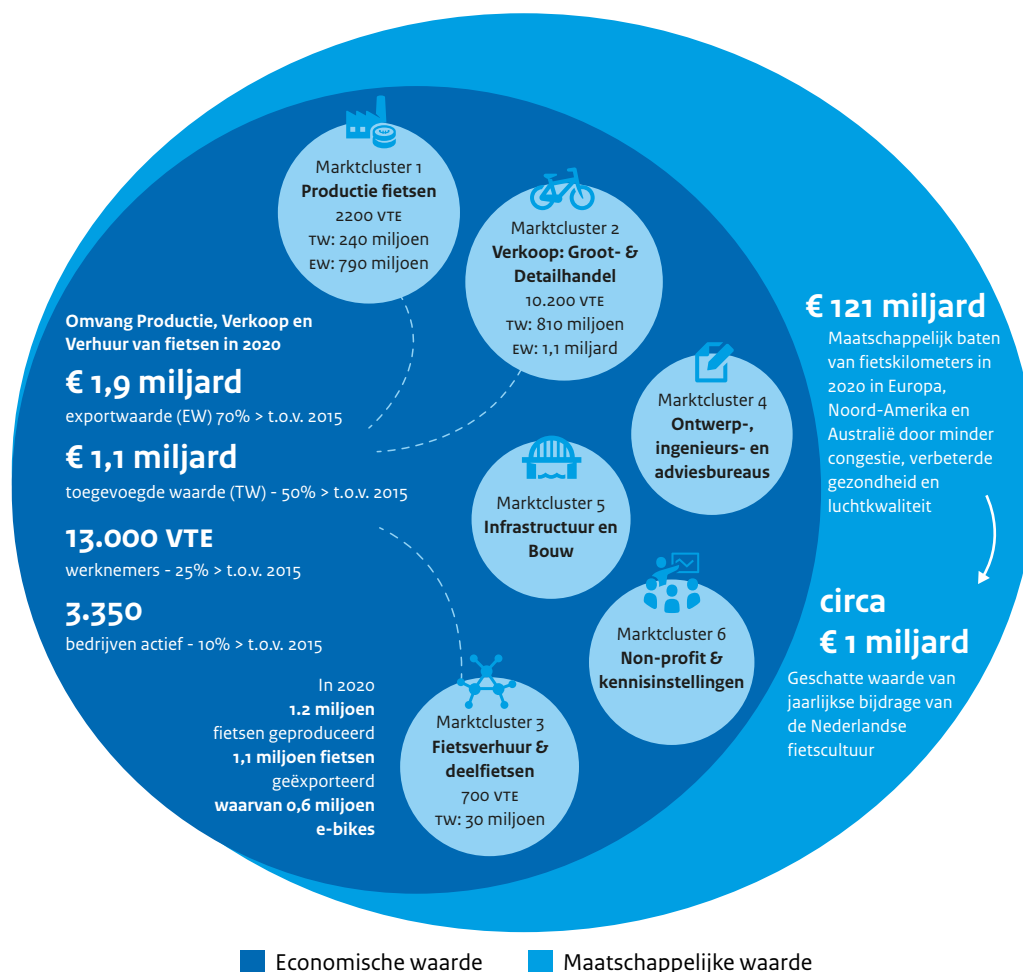 Marktcluster 1
Productie fietsen
2200 VTE
TW: 240 miljoen
EW: 790 miljoen
Marktcluster 2
Verkoop: Groot- &
Detailhandel
10.200 VTE
TW: 810 miljoen
EW: 1,1 miljard
Omvang Productie, Verkoop en
Verhuur van fietsen in 2020
€ 1,9 miljard
exportwaarde (EW) 70% > t.o.v. 2015
€ 1,1 miljard
toegevoegde waarde (TW) - 50% > t.o.v. 2015
13.000 VTE
werknemers - 25% > t.o.v. 2015
3.350
bedrijven actief - 10% > t.o.v. 2015
In 2020
1.2 miljoen
fietsen geproduceerd
1,1 miljoen fietsen
geëxporteerd
waarvan 0,6 miljoen
e-bikes
Marktcluster 4
Ontwerp-,
ingenieurs- en
adviesbureaus
Marktcluster 5
Infrastructuur en
Bouw
Marktcluster 6
Non-profit &
kennisinstellingen
Marktcluster 3
Fietsverhuur &
deelfietsen
700 VTE
TW: 30 miljoen
€ 121 miljard
Maatschappelijk baten
van fietskilometers in
2020 in Europa,
Noord-Amerika en
Australië door minder
congestie, verbeterde
gezondheid en
luchtkwaliteit
circa
€ 1 miljard
Geschatte waarde van
jaarlijkse bijdrage van
de Nederlandse
fietscultuur
Economische waarde
Maatschappelijke waarde